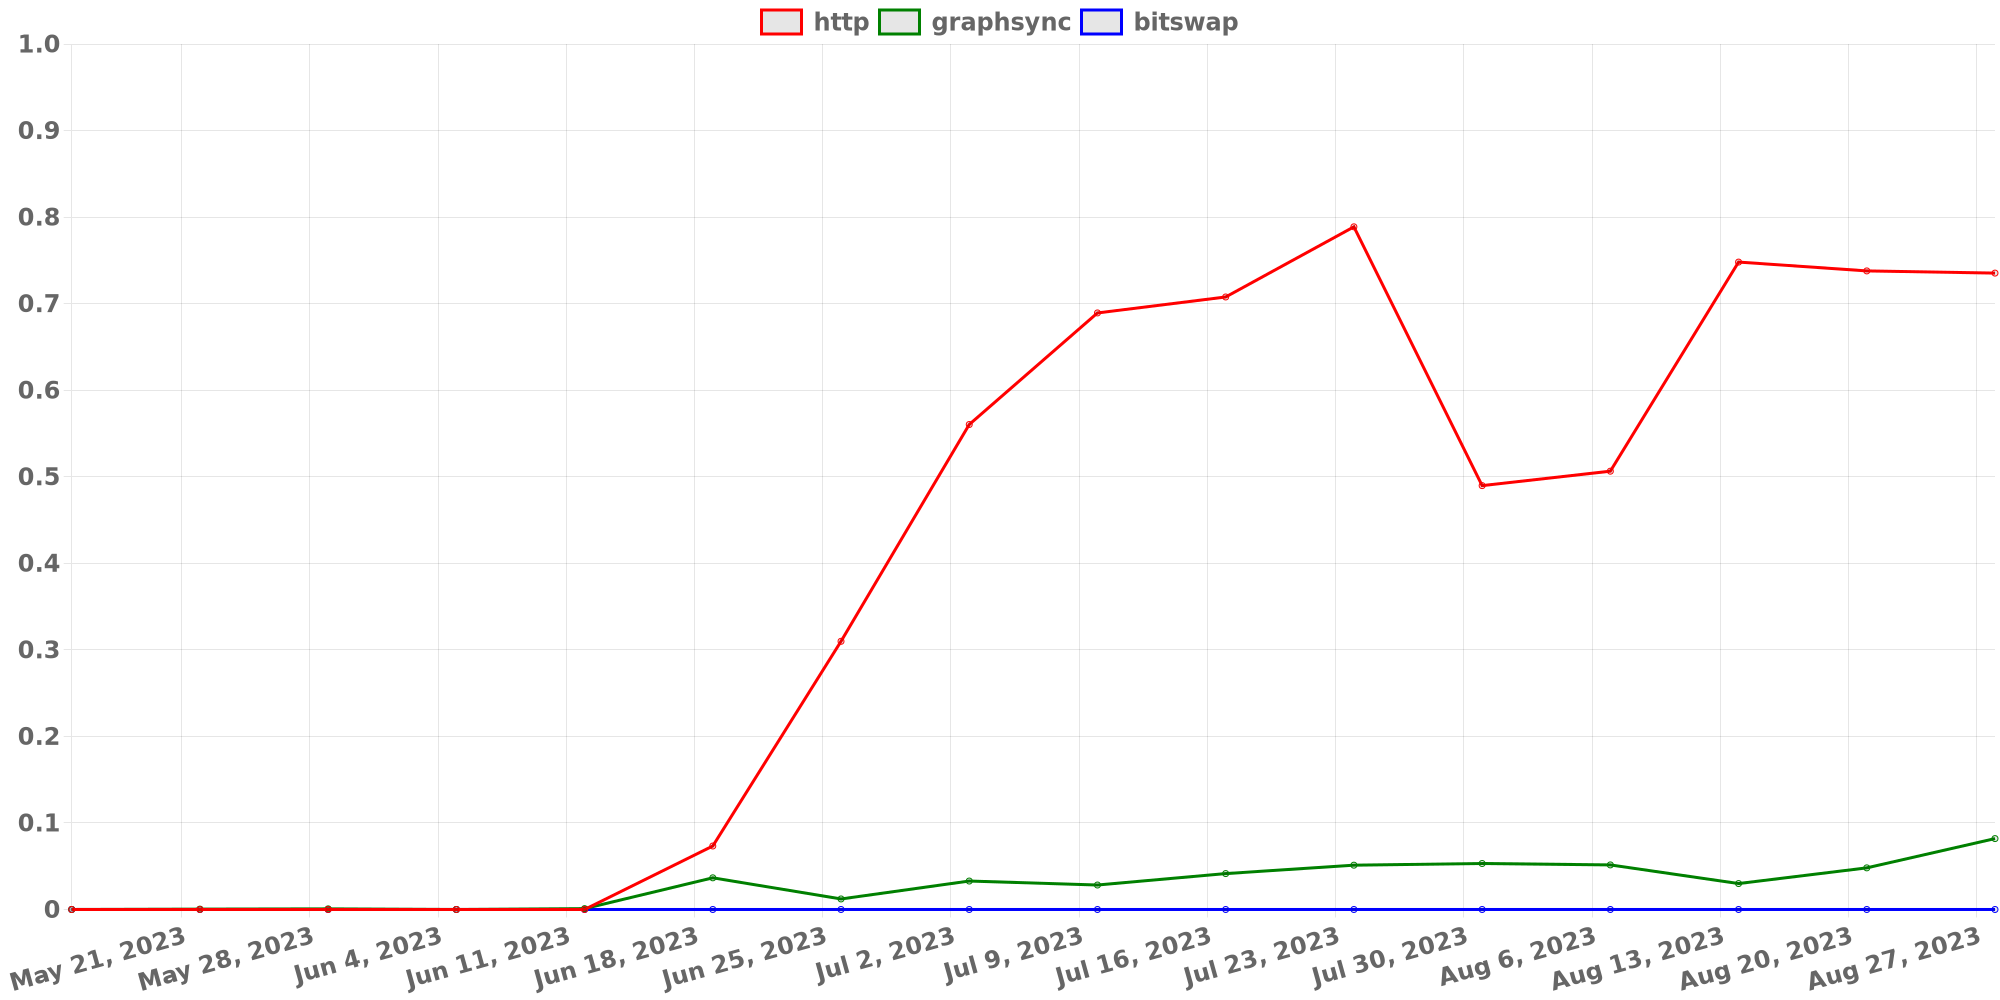 http graphsync bitswap
1.0
0.9
0.8
0.7
0.6
0.5
0.4
0.3
0.2
0.1
0
May 21, 2023
May 28, 2023
Jun 4, 2023
Jun 11, 2023
Jun 18, 2023
Jun 25, 2023
Jul 2, 2023
Jul 9, 2023
Jul 16, 2023
Jul 23, 2023
Jul 30, 2023
Aug 6, 2023
Aug 13, 2023
Aug 20, 2023
Aug 27, 2023